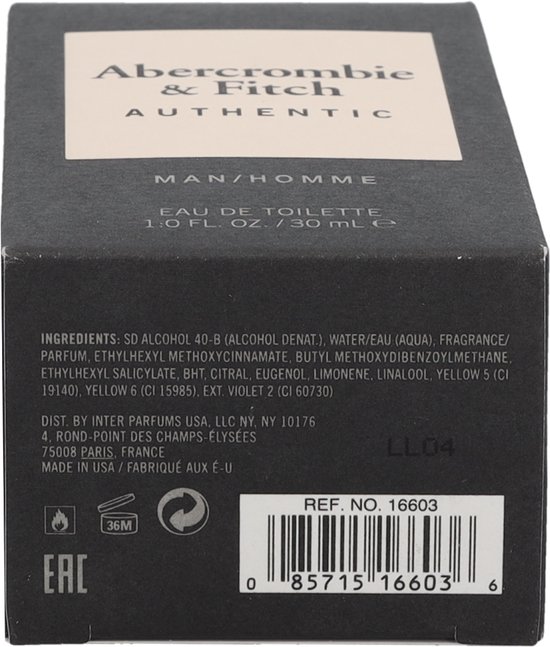 Abercrombie
& Fitch
AUTHENTIC
MAN/HOMME
EAU DE TOILETTE
1.0 FL. OZ. / 30 mL ℮
INGREDIENTS: SD ALCOHOL 40-B (ALCOHOL DENAT.), WATER/EAU (AQUA), FRAGRANCE/
PARFUM, ETHYLHEXYL METHOXYCINNAMATE, BUTYL METHOXYDIBENZOYLMETHANE,
ETHYLHEXYL SALICYLATE, BHT, CITRAL, EUGENOL, LIMONENE, LINALOOL, YELLOW 5 (CI
19140), YELLOW 6 (CI 15985). EXT. VIOLET 2 (CI 60730)
DIST. BY INTER PARFUMS USA, LLC NY, NY 10176
4, ROND-POINT DES CHAMPS-ELYSÉES
75008 PARIS, FRANCE
MADE IN USA / FABRIQUÉ AUX É-U
LL04
36M
EAC
REF. NO. 16603
0 85715 16603 6